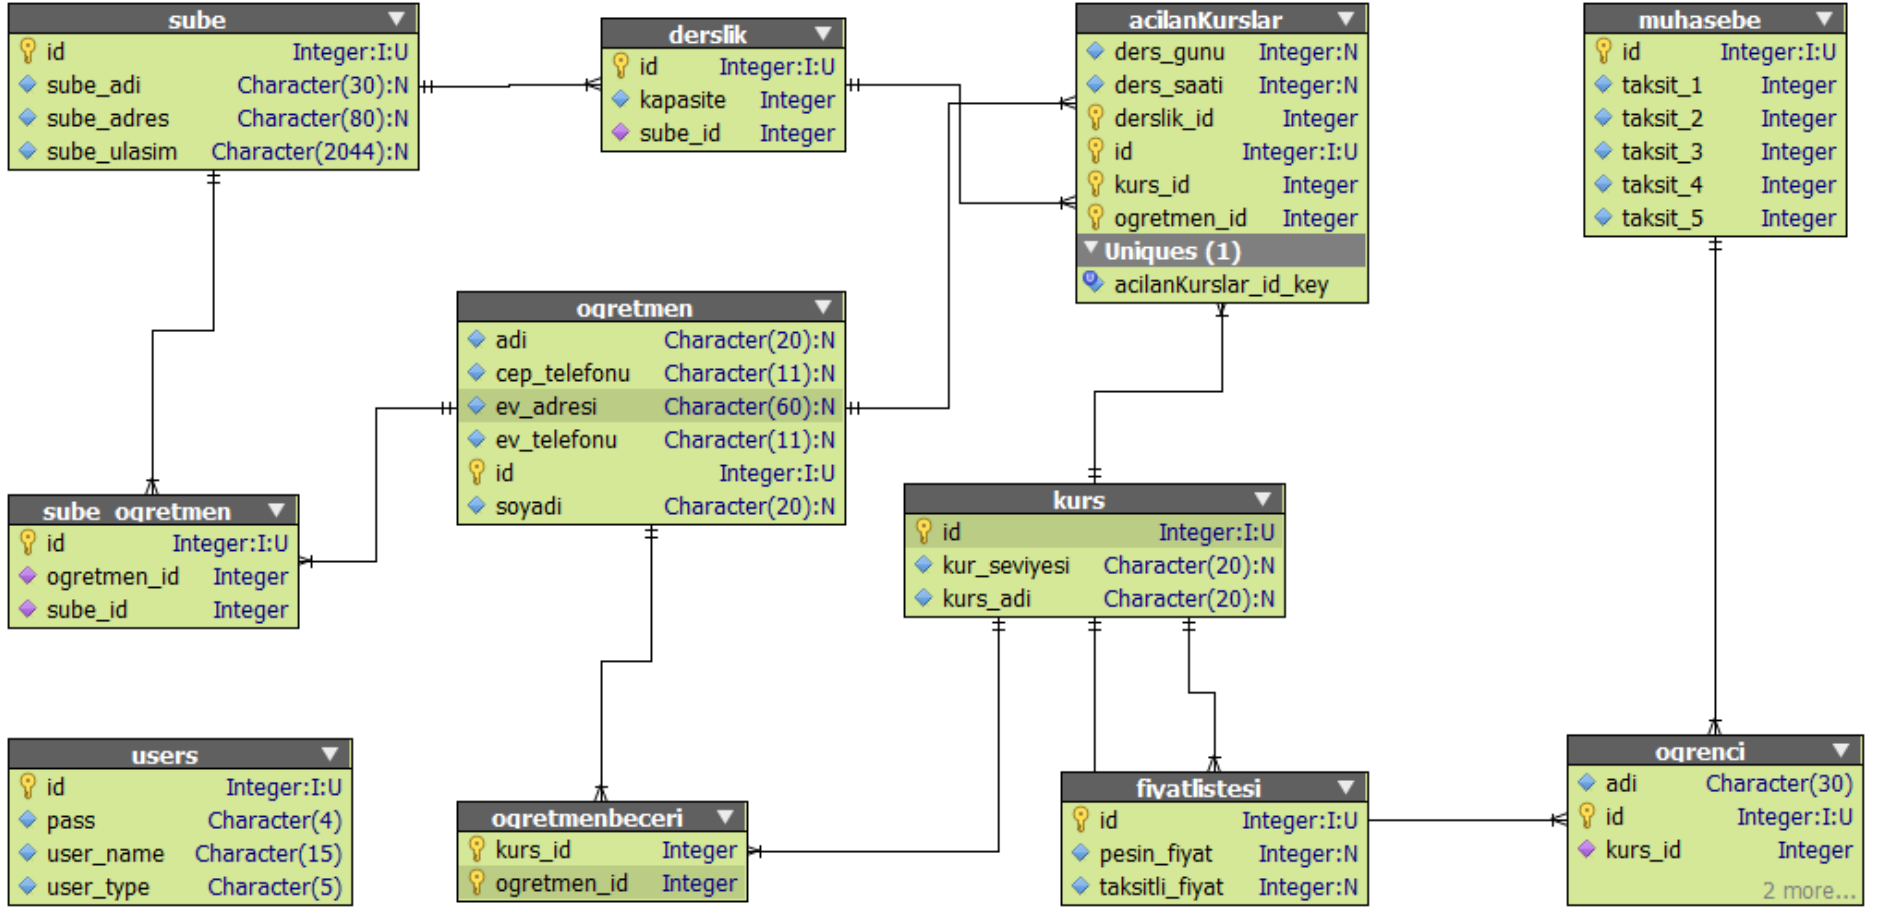 sube
id Integer:I:U
sube_adi Character(30):N
sube_adres Character(80):N
sube_ulasim Character(2044):N
derslik
id Integer:I:U
kapasite Integer
sube_id Integer
acilanKurslar
ders_gunu Integer:N
ders_saati Integer:N
derslik_id Integer
id Integer:I:U
kurs_id Integer
ogretmen_id Integer
Uniques (1)
acilanKurslar_id_key
muhasebe
id Integer:I:U
taksit_1 Integer
taksit_2 Integer
taksit_3 Integer
taksit_4 Integer
taksit_5 Integer
ogretmen
adi Character(20):N
cep_telefonu Character(11):N
ev_adresi Character(60):N
ev_telefonu Character(11):N
id Integer:I:U
soyadi Character(20):N
sube_ogretmen
id Integer:I:U
ogretmen_id Integer
sube_id Integer
kurs
id Integer:I:U
kur_seviyesi Character(20):N
kurs_adi Character(20):N
users
id Integer:I:U
pass Character(4)
user_name Character(15)
user_type Character(5)
ogretmenbeceri
kurs_id Integer
ogretmen_id Integer
fiyatlistesi
id Integer:I:U
pesin_fiyat Integer:N
taksitli_fiyat Integer:N
ogrenci
adi Character(30)
id Integer:I:U
kurs_id Integer
2 more...